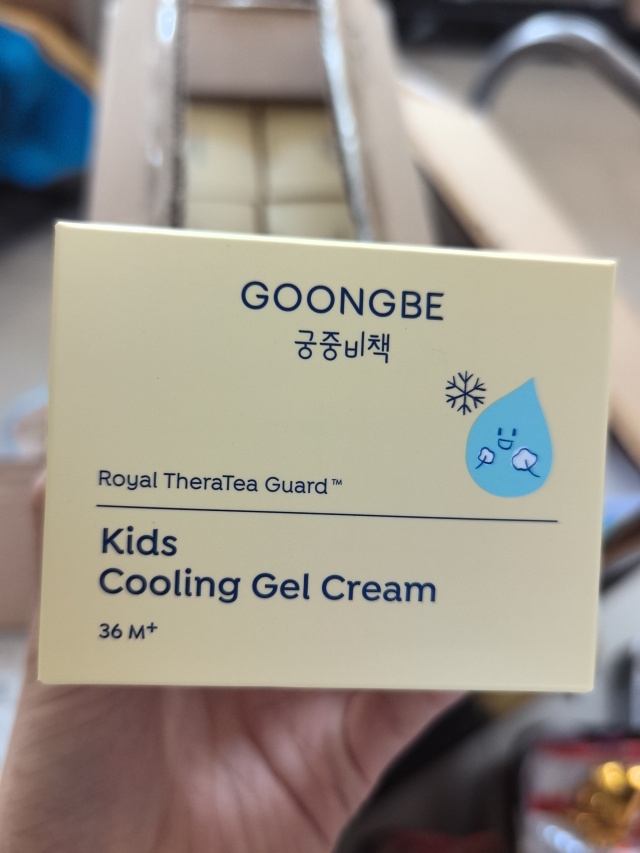 GOONGBE
궁중비책
Royal TheraTea Guard™
Kids
Cooling Gel Cream
36 M+